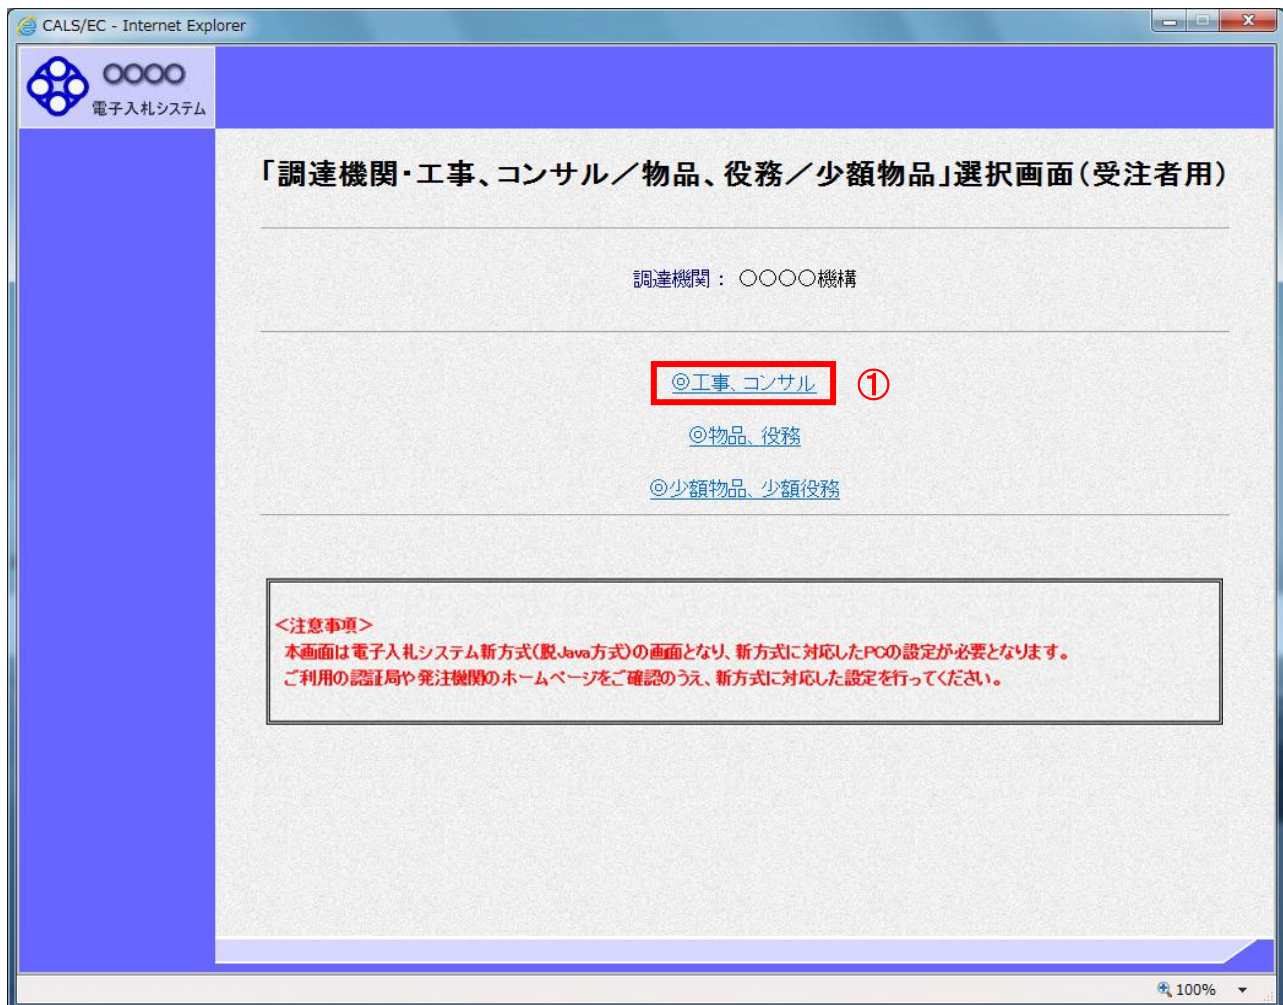 CALS/EC - Internet Explorer
○○○○
電子入札システム
「調達機関・工事、コンサル／物品、役務／少額物品」選択画面（受注者用）
調達機関： ○○○○機構
◎工事、コンサル ①
◎物品、役務
◎少額物品、少額役務
＜注意事項＞
本画面は電子入札システム新方式(脱Java方式)の画面となり、新方式に対応したPCの設定が必要となります。
ご利用の認証局や発注機関のホームページをご確認のうえ、新方式に対応した設定を行ってください。
100%